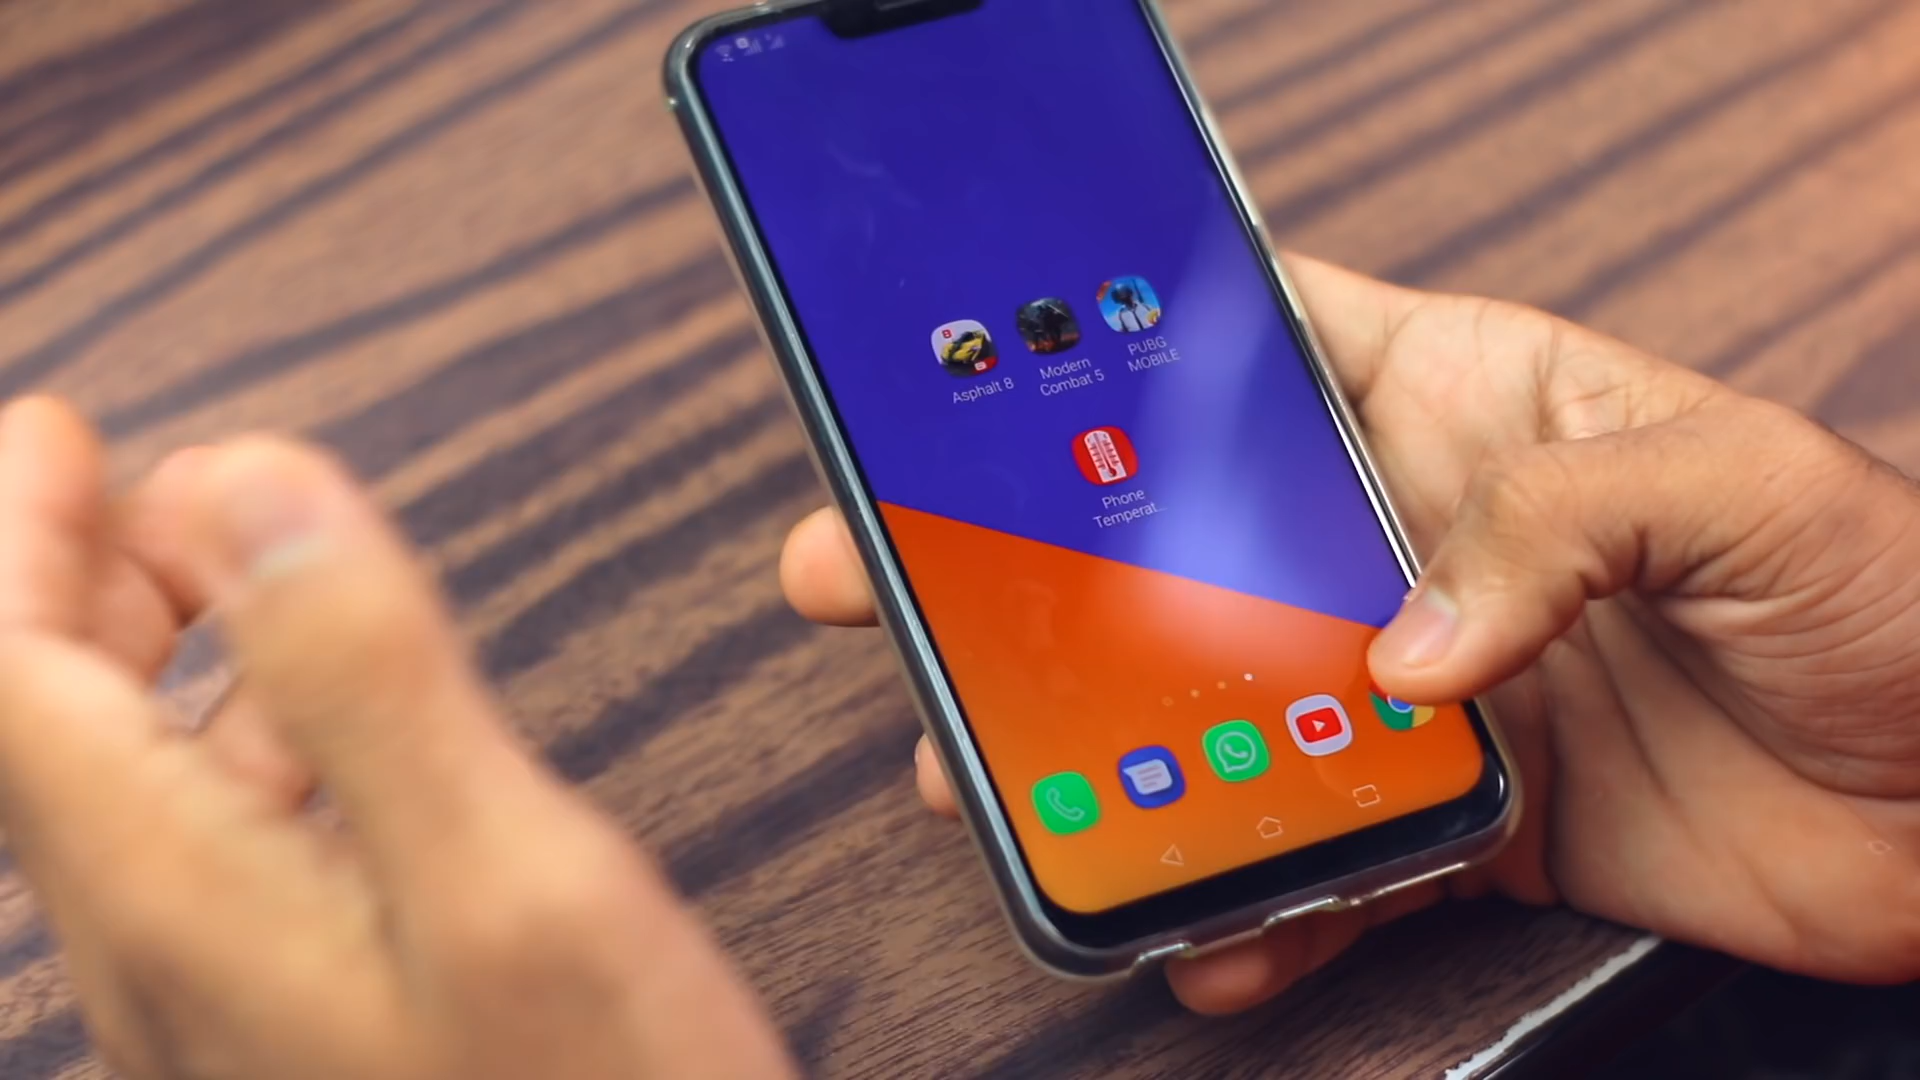 Asphalt 8
Modern
Combat 5
PUBG
MOBILE
Phone
Temperat...